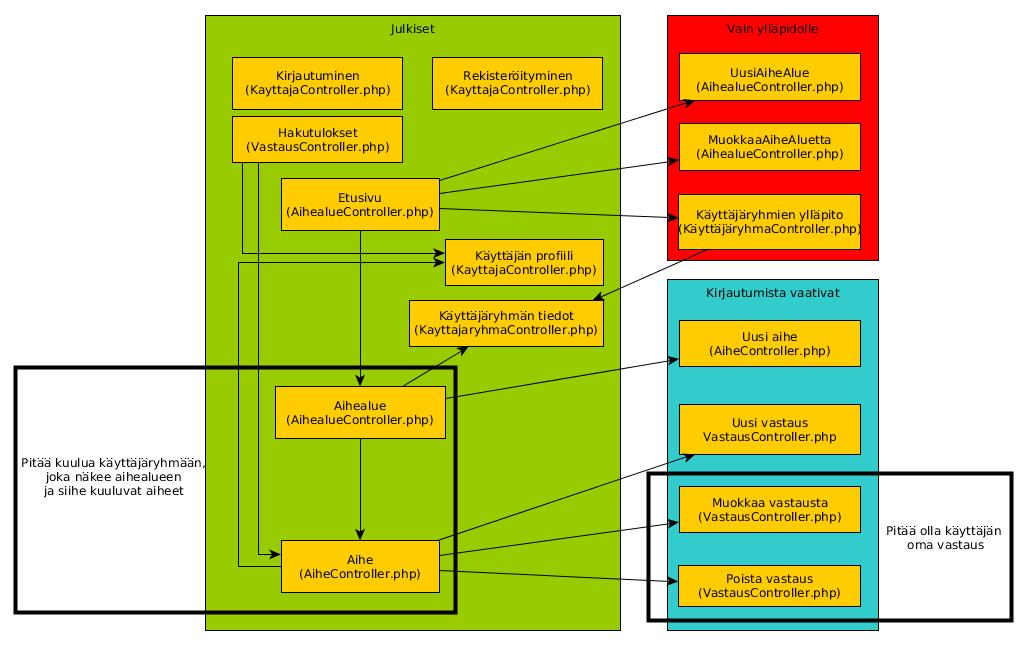 Julkiset
Kirjautuminen
(KayttajaController.php)
Rekisteröityminen
(KayttajaController.php)
Hakutulokset
(VastausController.php)
Etusivu
(AihealueController.php)
Käyttäjän profiili
(KayttajaController.php)
Käyttäjäryhmän tiedot
(KayttajaryhmaController.php)
Aihealue
(AihealueController.php)
Pitää kuulua käyttäjäryhmään,
joka näkee aihealueen
ja siihe kuuluvat aiheet
Aihe
(AiheController.php)
Vain ylläpidolle
UusiAiheAlue
(AihealueController.php)
MuokkaaAiheAluetta
(AihealueController.php)
Käyttäjäryhmien ylläpito
(KäyttäjäryhmaController.php)
Kirjautumista vaativat
Uusi aihe
(AiheController.php)
Uusi vastaus
VastausController.php
Muokkaa vastausta
(VastausController.php)
Poista vastaus
(VastausController.php)
Pitää olla käyttäjän
oma vastaus